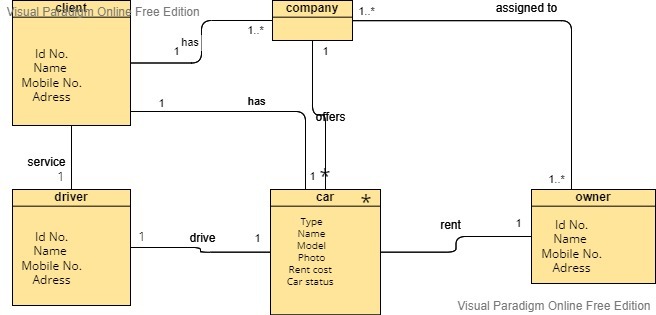 Visual Paradigm Online Free Edition
client
Id No.
Name
Mobile No.
Adress
1
has
1..*
company
1..*
assigned to
1
offers
1
has
1
*
service
1
1..*
driver
Id No.
Name
Mobile No.
Adress
1
drive
1
car
*
Type
Name
Model
Photo
Rent cost
Car status
rent
1
owner
Id No.
Name
Mobile No.
Adress
Visual Paradigm Online Free Edition